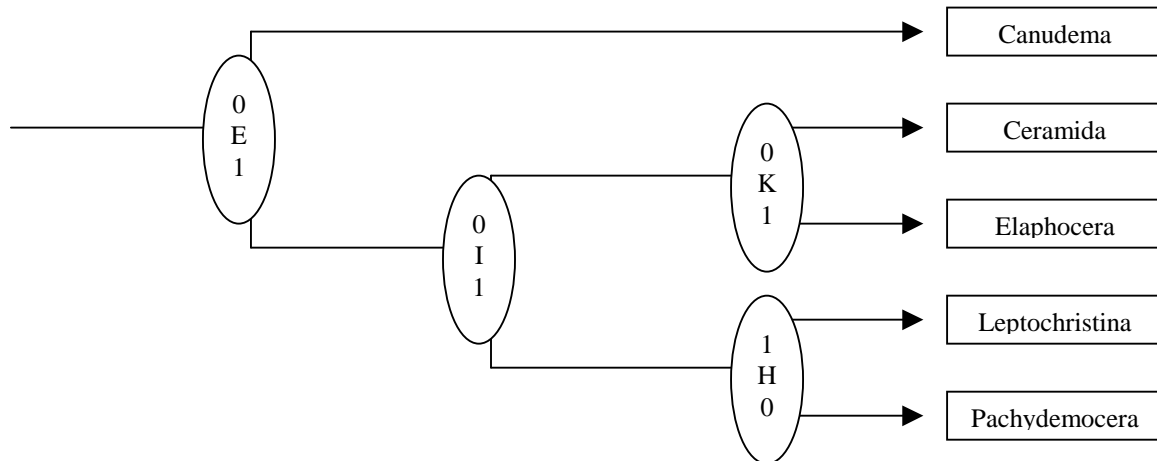 Canudema
0
E
1
Ceramida
0
K
1
Elaphocera
0
I
1
Leptochristina
1
H
0
Pachydemocera